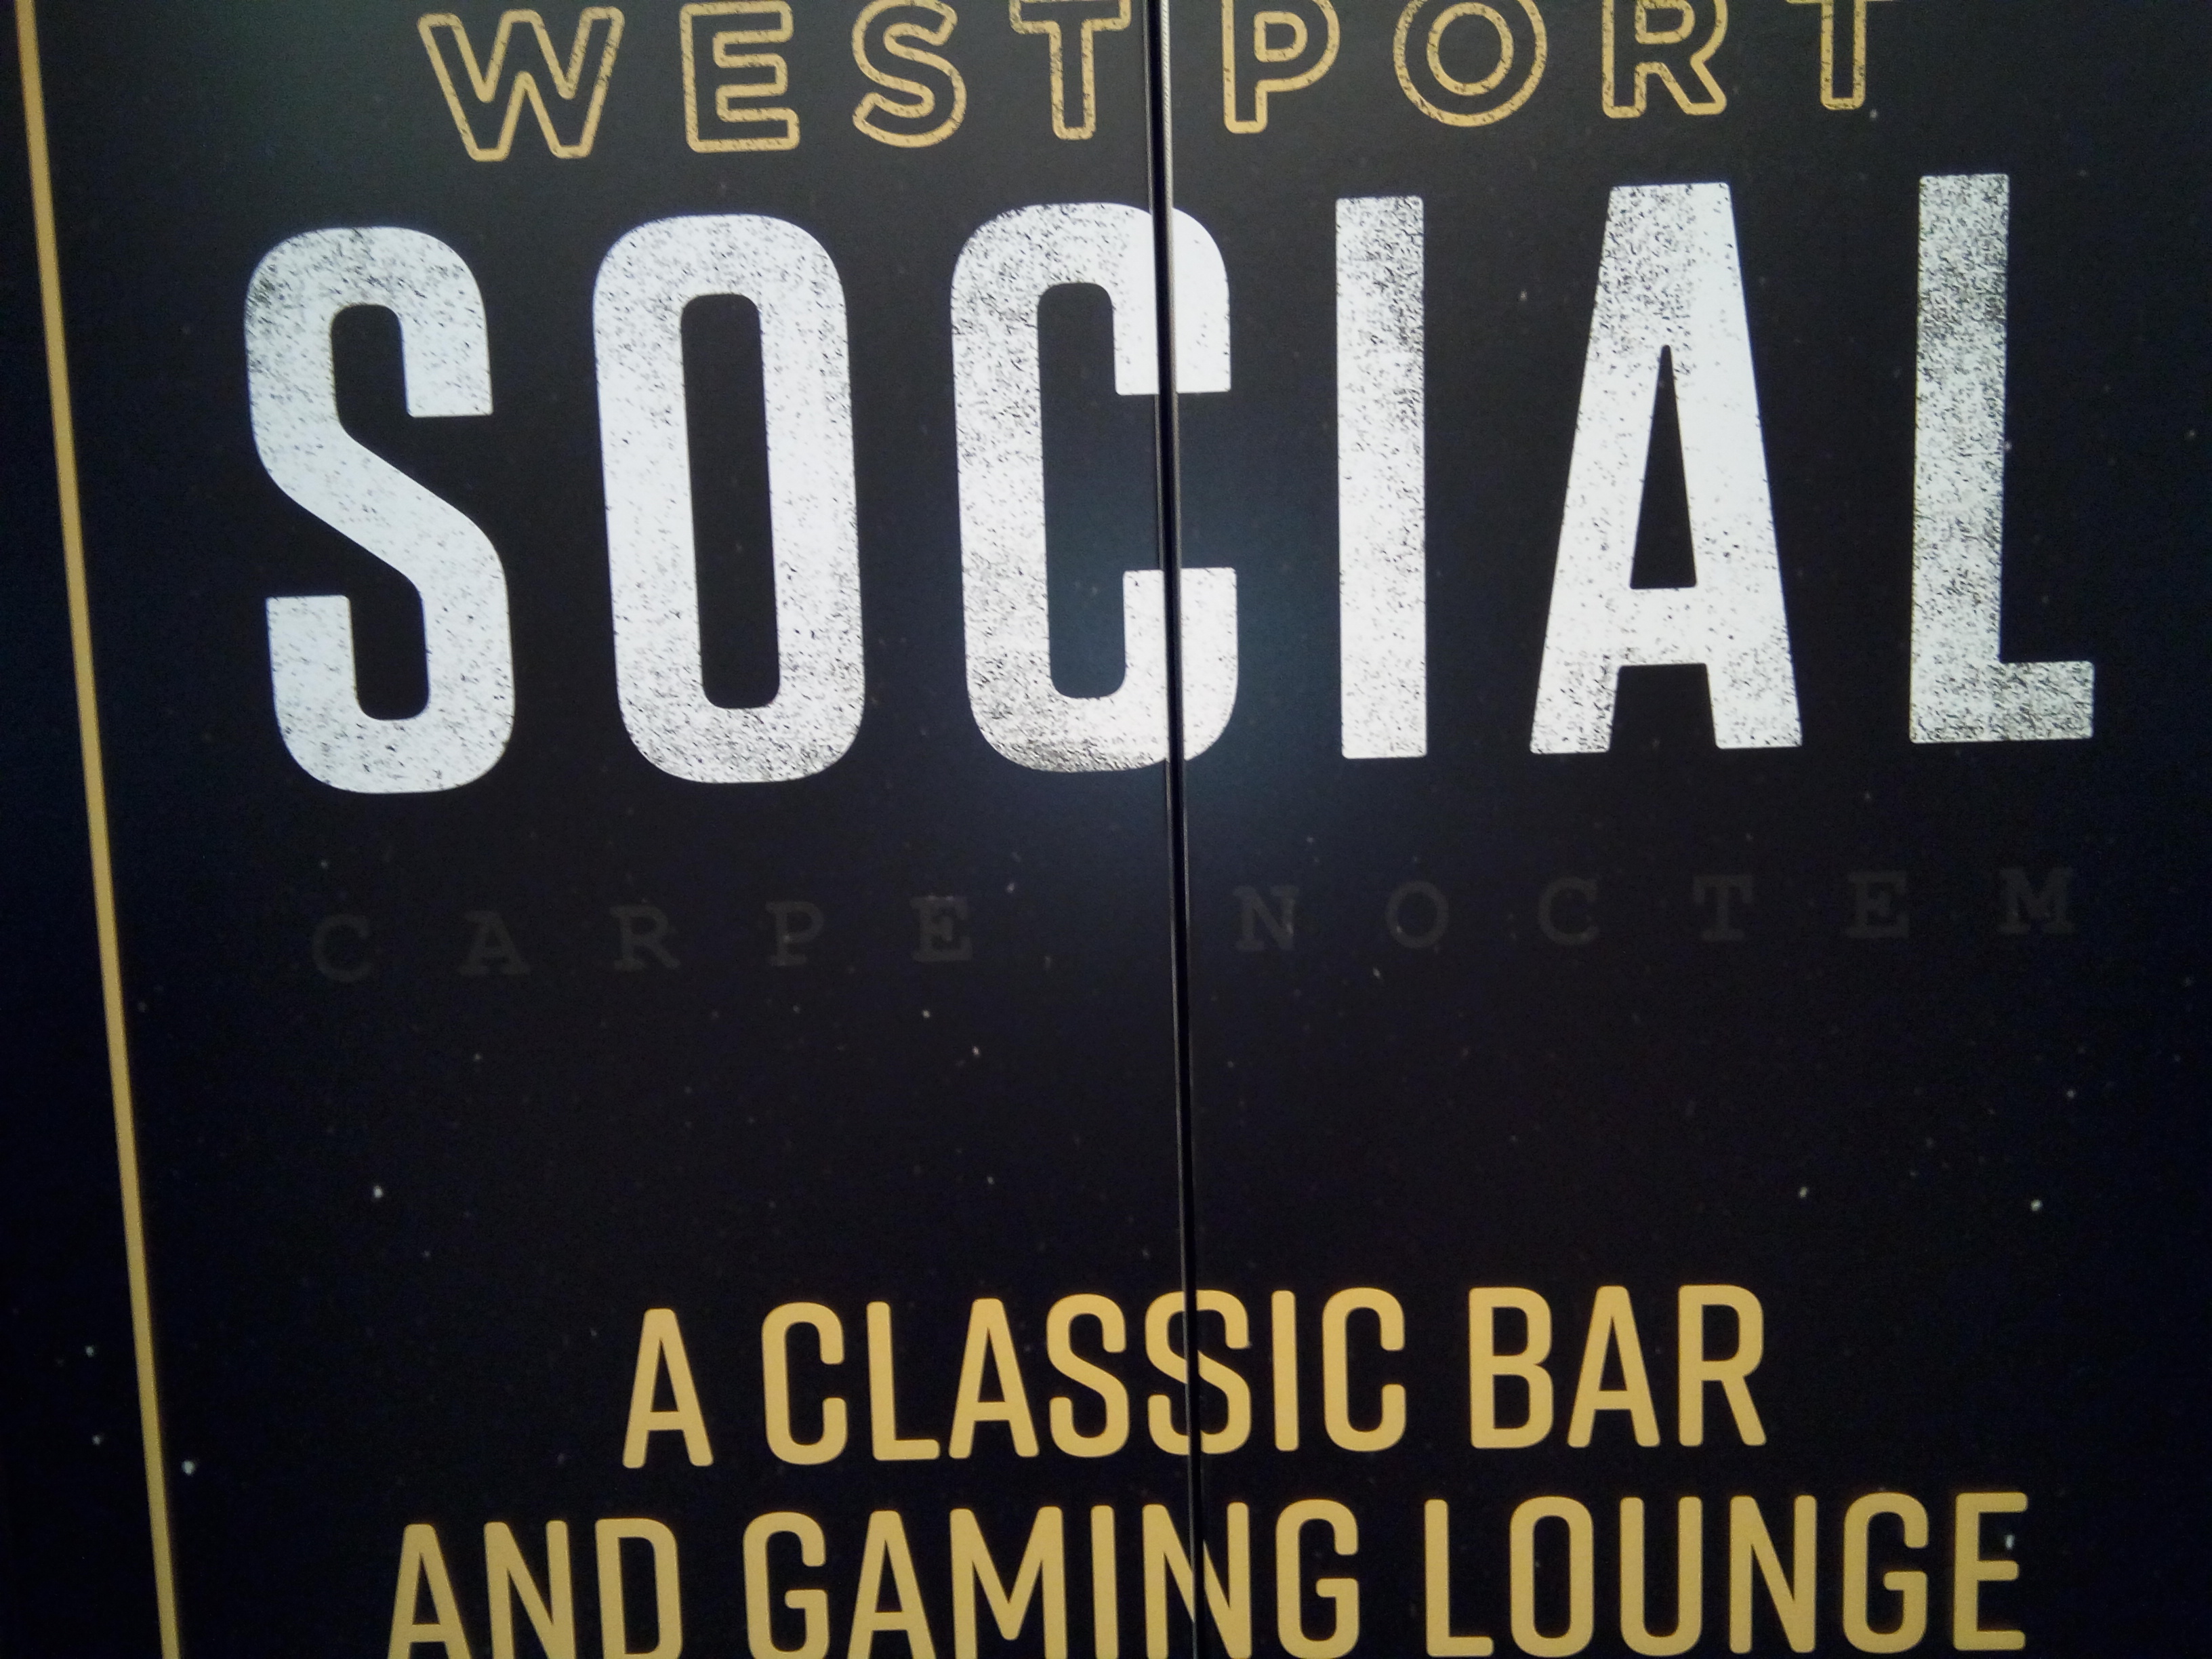 WESTPORT
SOCIAL
CARPE NOCTEM
A CLASSIC BAR
AND GAMING LOUNGE